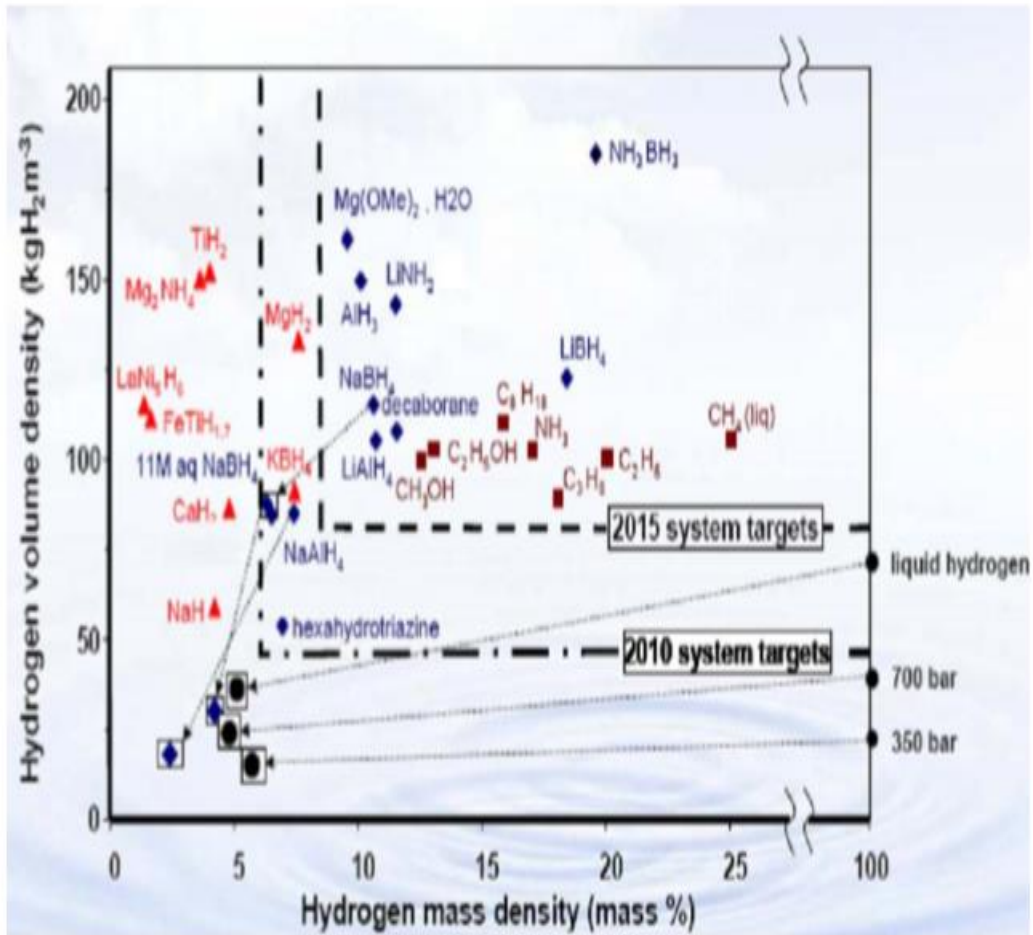 Hydrogen volume density (kgH₂m⁻³)
200
150
100
50
0
NH₃BH₃
Mg(OMe)₂ . H2O
TiH₂
LiNH₂
Mg₂NH₄
AlH₃
MgH₂
LiBH₄
NaBH₄
LaNi₅H₆
decaborane
C₈H₁₈
CH₄(liq)
FeTiH₁.₇
NH₃
11M aq NaBH₄
KBH₄
LiAlH₄
C₂H₅OH
C₂H₆
CH₃OH
C₃H₈
CaH₂
2015 system targets
NaAlH₄
liquid hydrogen
NaH
hexahydrotriazine
2010 system targets
700 bar
350 bar
0 5 10 15 20 25 100
Hydrogen mass density (mass %)